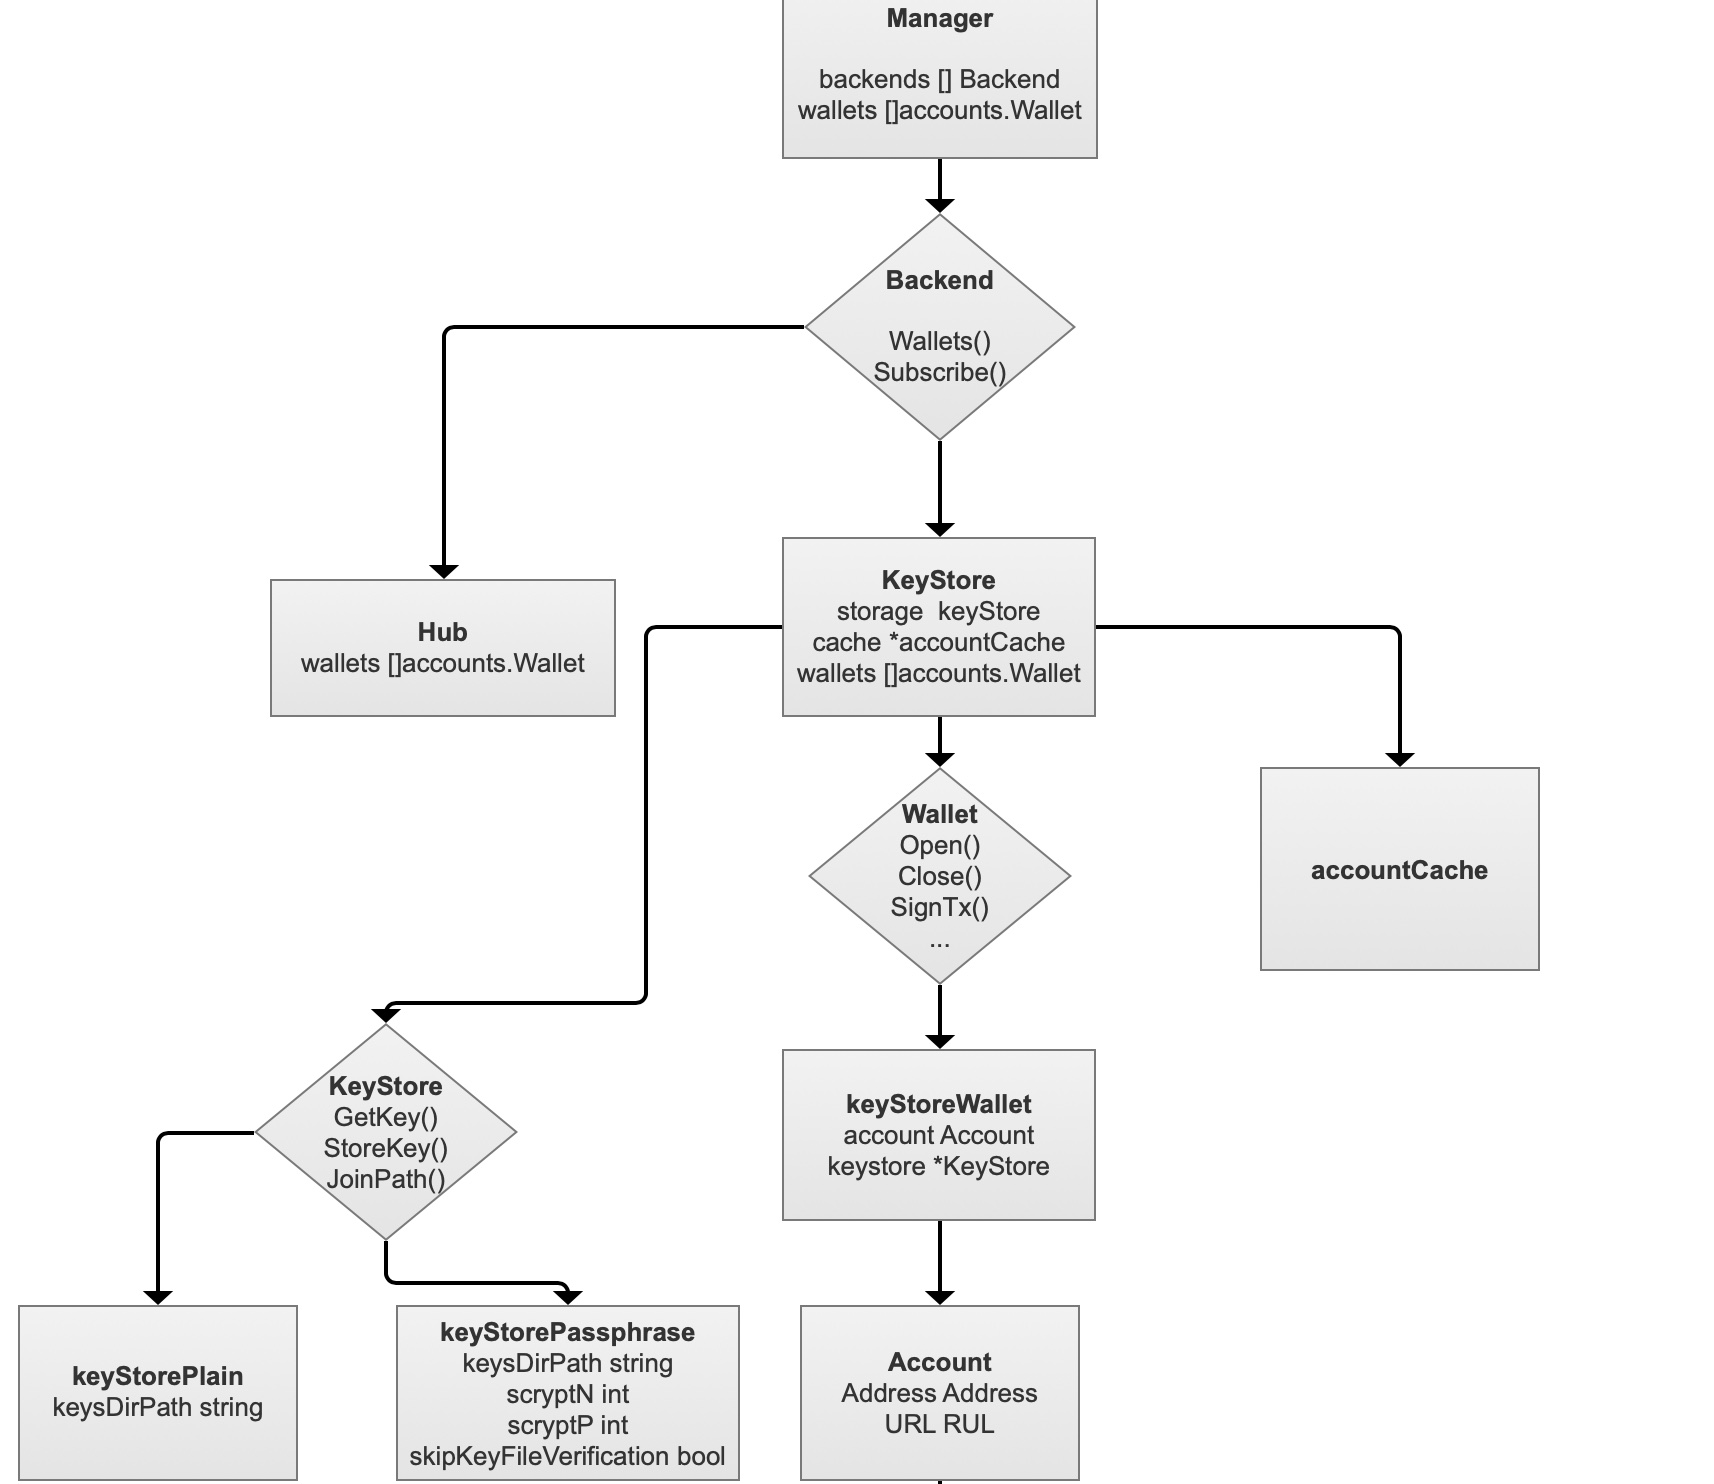 Manager
backends [] Backend
wallets []accounts.Wallet
Backend
Wallets()
Subscribe()
Hub
wallets []accounts.Wallet
KeyStore
storage  keyStore
cache *accountCache
wallets []accounts.Wallet
Wallet
Open()
Close()
SignTx()
...
accountCache
KeyStore
GetKey()
StoreKey()
JoinPath()
keyStoreWallet
account Account
keystore *KeyStore
keyStorePlain
keysDirPath string
keyStorePassphrase
keysDirPath string
scryptN int
scryptP int
skipKeyFileVerification bool
Account
Address Address
URL RUL